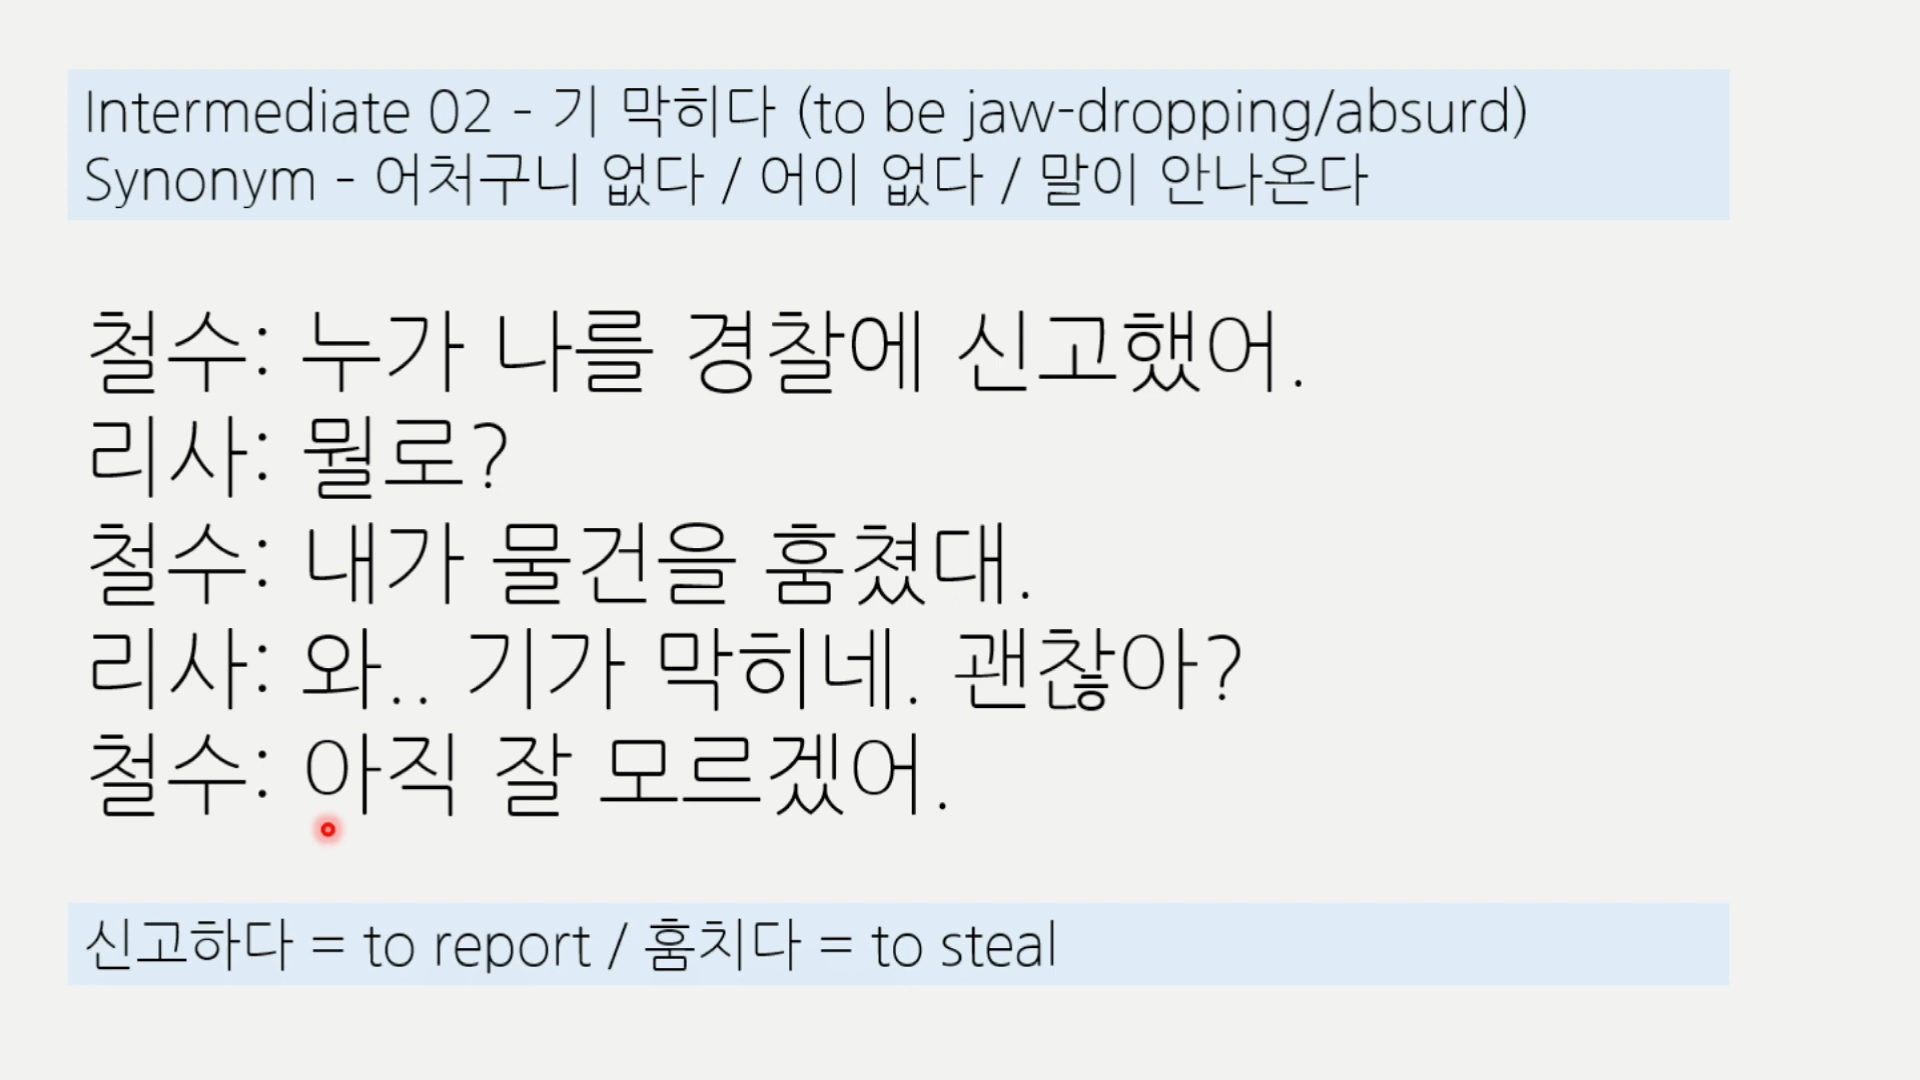 Intermediate 02 - 기 막히다 (to be jaw-dropping/absurd)
Synonym - 어처구니 없다 / 어이 없다 / 말이 안나온다
철수: 누가 나를 경찰에 신고했어.
리사: 뭘로?
철수: 내가 물건을 훔쳤대.
리사: 와.. 기가 막히네. 괜찮아?
철수: 아직 잘 모르겠어.
신고하다 = to report / 훔치다 = to steal